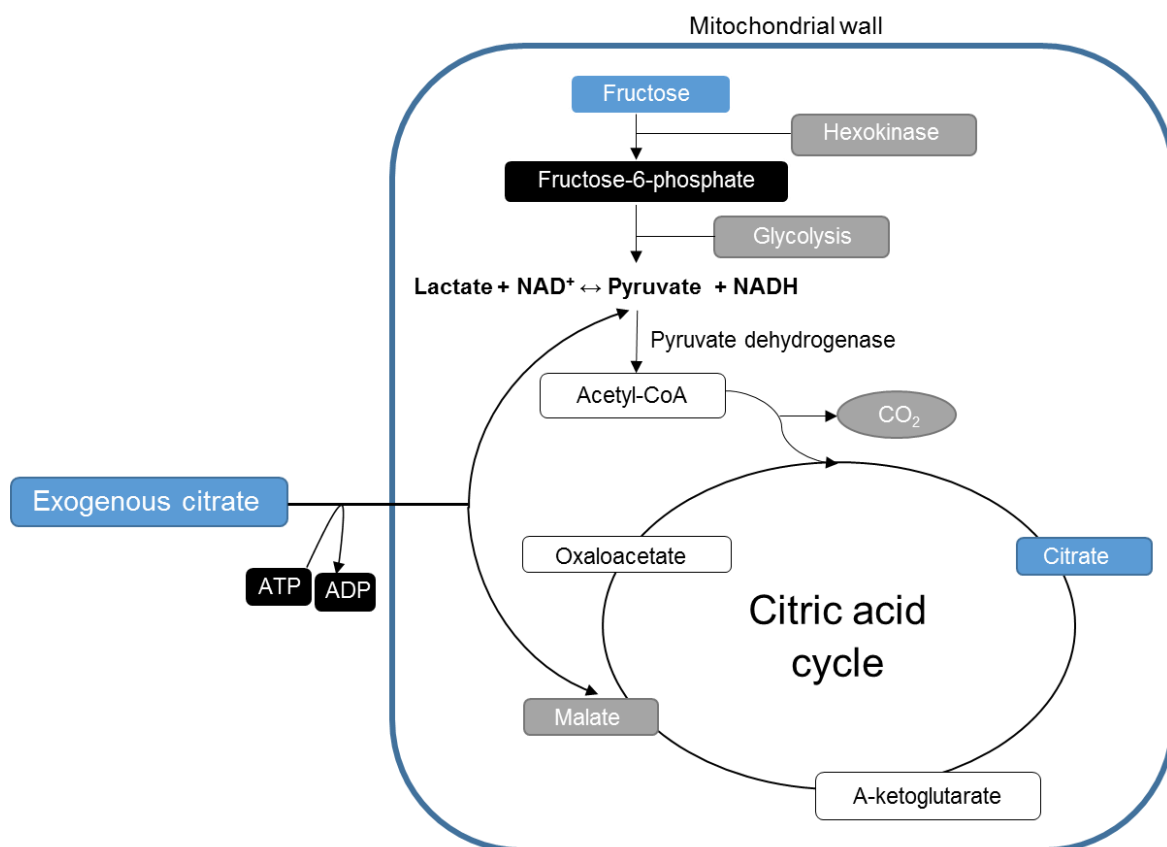 Mitochondrial wall
Fructose
Hexokinase
Fructose-6-phosphate
Glycolysis
Lactate + NAD⁺ ↔ Pyruvate + NADH
Pyruvate dehydrogenase
Acetyl-CoA
CO₂
Exogenous citrate
ATP
ADP
Oxaloacetate
Citrate
Citric acid
cycle
Malate
A-ketoglutarate